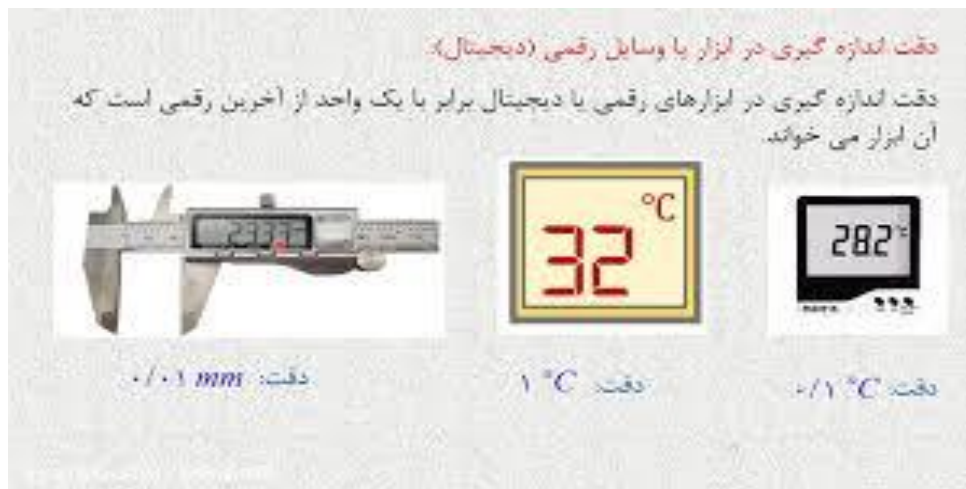 دقت اندازه گیری در ابزار یا وسایل رقمی (دیجیتال):
دقت اندازه گیری در ابزارهای رقمی یا دیجیتال برابر با یک واحد از آخرین رقمی است که
آن ابزار می خواند.
°C
32
28.2 °C
دقت: ۰/۱ °C
دقت: ۱ °C
دقت: ۰/۰۱ mm